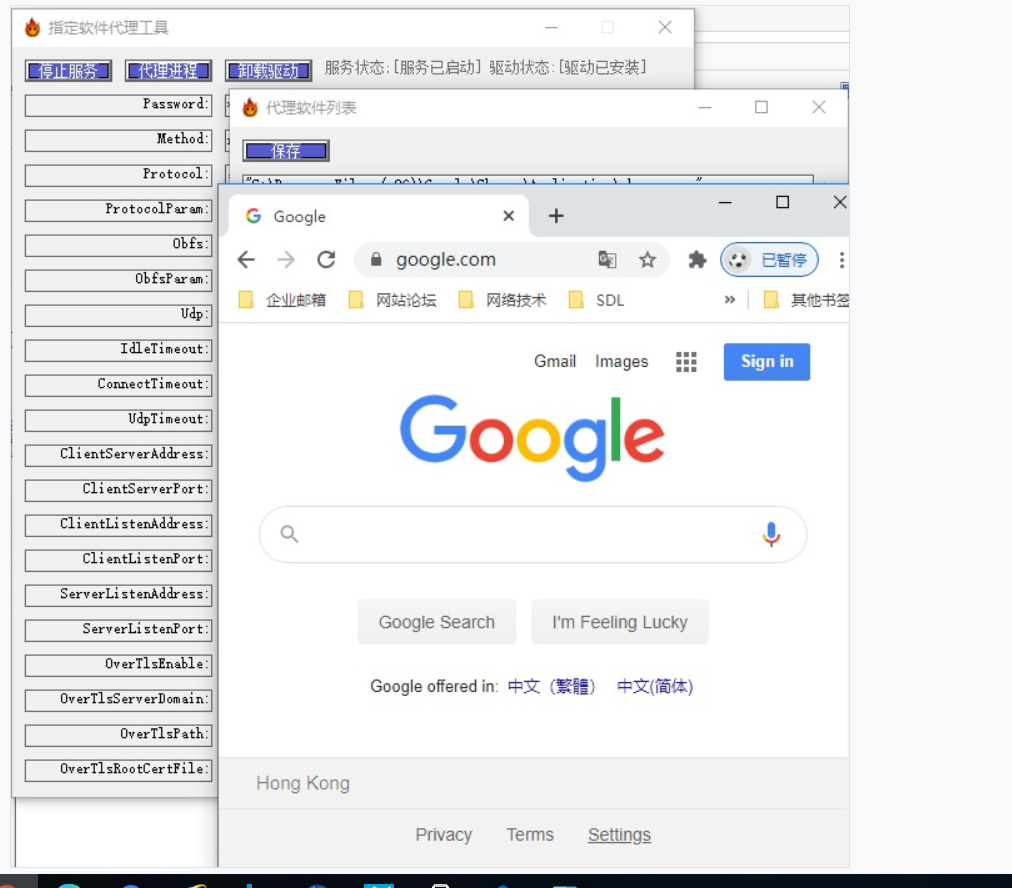 指定软件代理工具
停止服务 代理进程 卸载驱动 服务状态:[服务已启动] 驱动状态:[驱动已安装]
Password:
Method:
Protocol:
ProtocolParam:
Obfs:
ObfsParam:
Udp:
IdleTimeout:
ConnectTimeout:
UdpTimeout:
ClientServerAddress:
ClientServerPort:
ClientListenAddress:
ClientListenPort:
ServerListenAddress:
ServerListenPort:
OverTlsEnable:
OverTlsServerDomain:
OverTlsPath:
OverTlsRootCertFile:
代理软件列表
保存
Google
google.com 已暂停
企业邮箱 网站论坛 网络技术 SDL » 其他书签
Gmail Images Sign in
Google
Google Search I'm Feeling Lucky
Google offered in: 中文（繁體） 中文(简体)
Hong Kong
Privacy Terms Settings